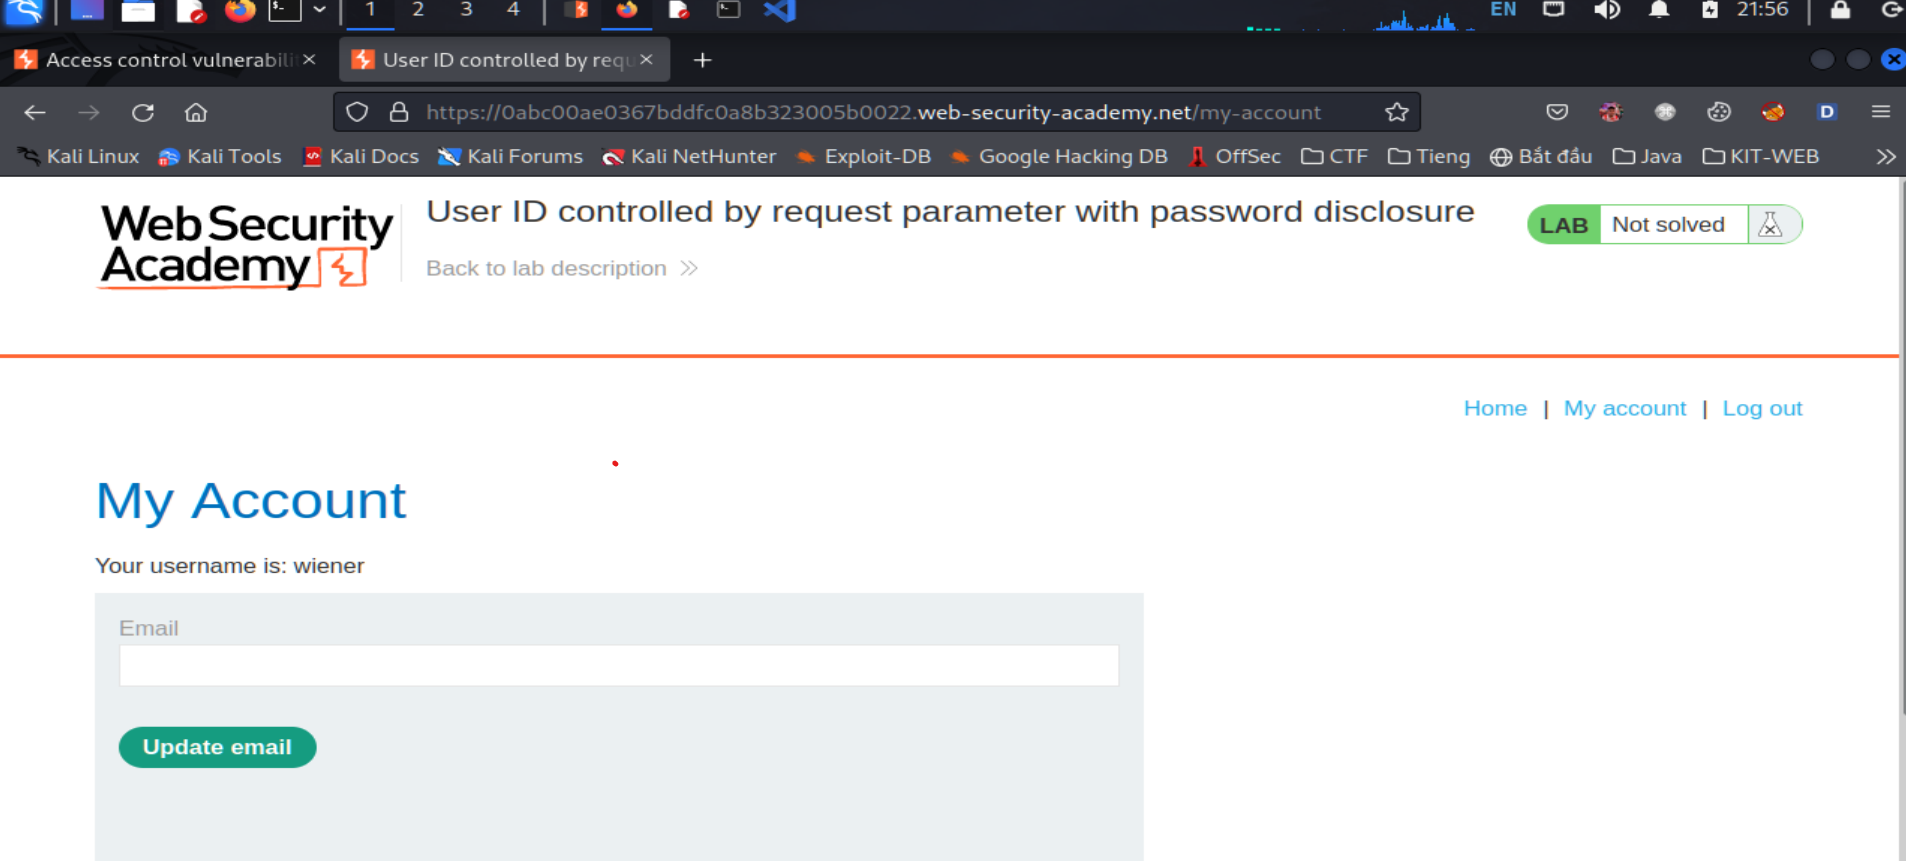 1 2 3 4 EN 21:56
Access control vulnerabilit × User ID controlled by requ × +
https://0abc00ae0367bddfc0a8b323005b0022.web-security-academy.net/my-account
Kali Linux Kali Tools Kali Docs Kali Forums Kali NetHunter Exploit-DB Google Hacking DB OffSec CTF Tieng Bắt đầu Java KIT-WEB
Web Security
Academy
User ID controlled by request parameter with password disclosure
Back to lab description
LAB Not solved
Home | My account | Log out
My Account
Your username is: wiener
Email
Update email